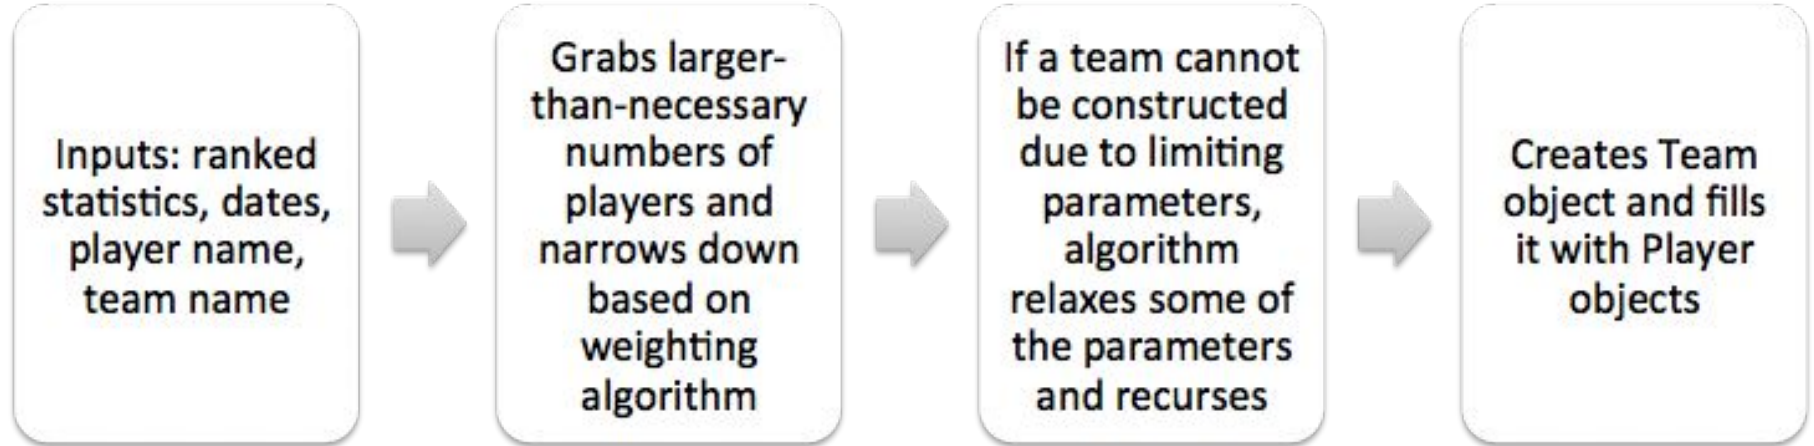 Inputs: ranked
statistics, dates,
player name,
team name
Grabs larger-
than-necessary
numbers of
players and
narrows down
based on
weighting
algorithm
If a team cannot
be constructed
due to limiting
parameters,
algorithm
relaxes some of
the parameters
and recurses
Creates Team
object and fills
it with Player
objects